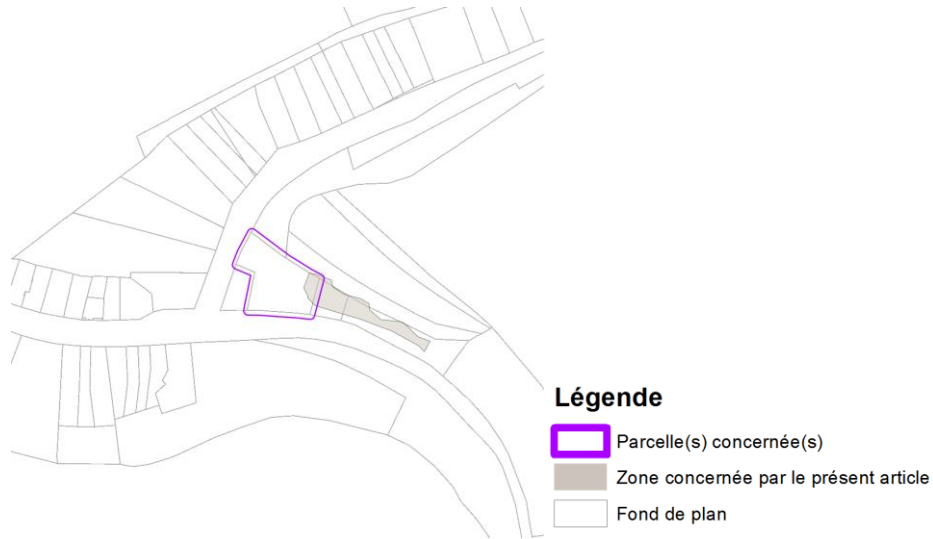 Légende
Parcelle(s) concernée(s)
Zone concernée par le présent article
Fond de plan